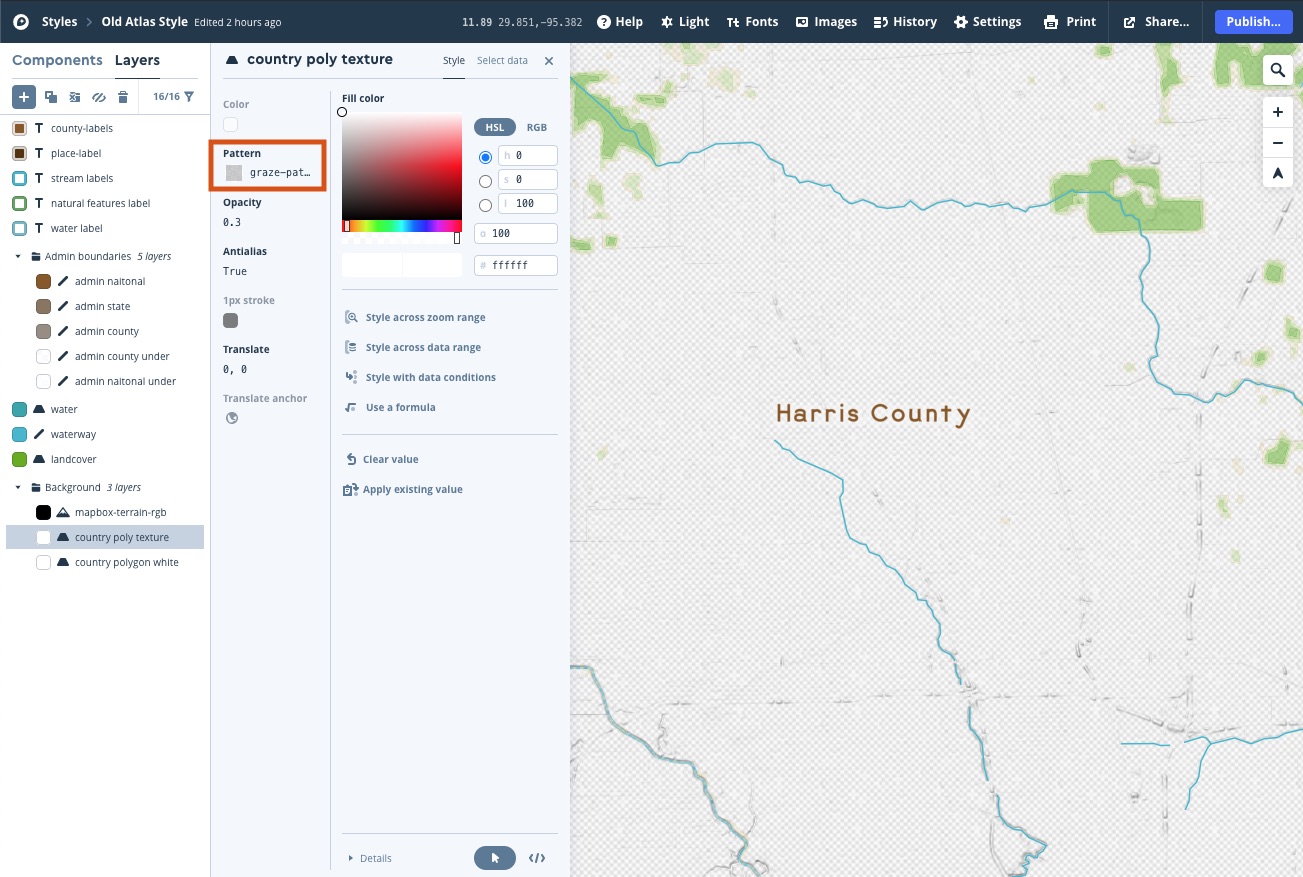 Styles Old Atlas Style Edited 2 hours ago 11.89 29.851,-95.382 Help Light Fonts Images History Settings Print Share... Publish...
Components Layers
16/16
county-labels
place-label
stream labels
natural features label
water label
Admin boundaries 5 layers
admin naitonal
admin state
admin county
admin county under
admin naitonal under
water
waterway
landcover
Background 3 layers
mapbox-terrain-rgb
country poly texture
country polygon white
country poly texture Style Select data
Color
Pattern
graze-pat...
Opacity
0.3
Antialias
True
1px stroke
Translate
0, 0
Translate anchor
Fill color
HSL RGB
h 0
s 0
l 100
a 100
# ffffff
Style across zoom range
Style across data range
Style with data conditions
Use a formula
Clear value
Apply existing value
Details
Harris County